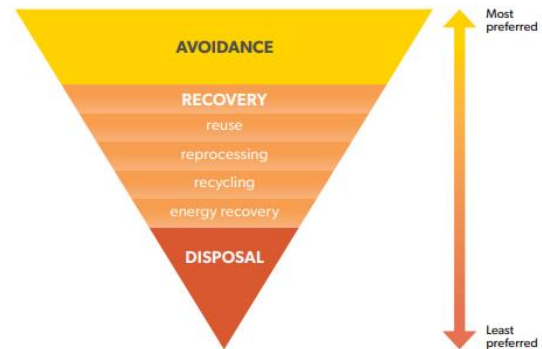 Most
preferred
AVOIDANCE
RECOVERY
reuse
reprocessing
recycling
energy recovery
DISPOSAL
Least
preferred